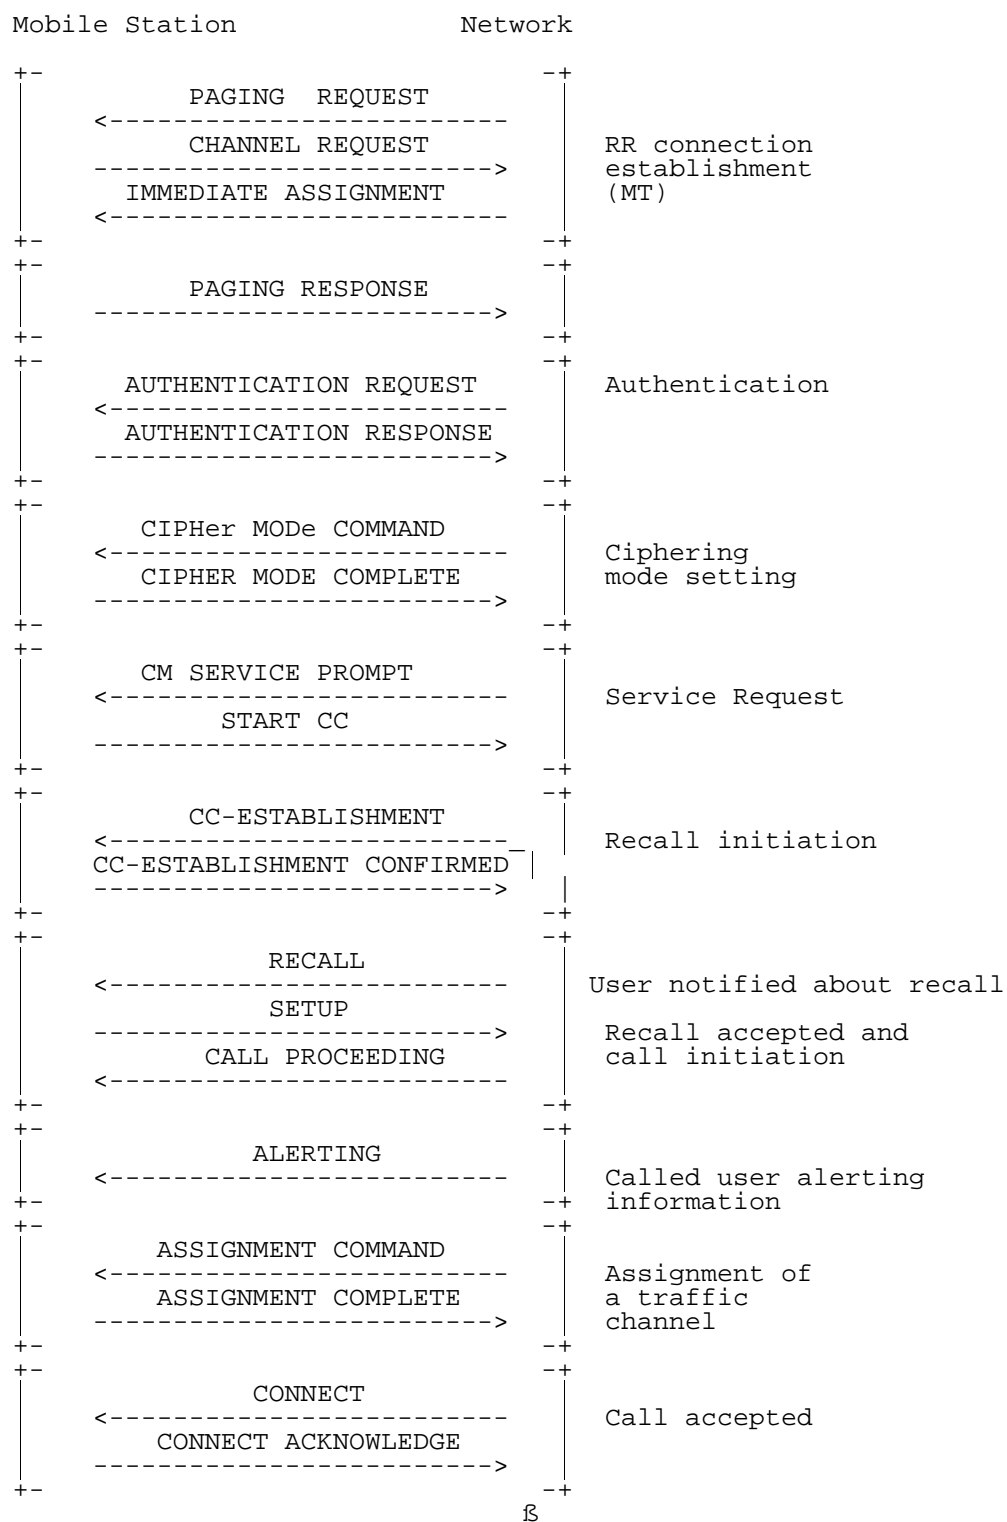 Mobile Station Network
PAGING REQUEST
CHANNEL REQUEST RR connection
establishment
IMMEDIATE ASSIGNMENT (MT)
PAGING RESPONSE
AUTHENTICATION REQUEST Authentication
AUTHENTICATION RESPONSE
CIPHer MODe COMMAND
Ciphering
CIPHER MODE COMPLETE mode setting
CM SERVICE PROMPT
Service Request
START CC
CC-ESTABLISHMENT
Recall initiation
CC-ESTABLISHMENT CONFIRMED
RECALL
User notified about recall
SETUP
Recall accepted and
CALL PROCEEDING call initiation
ALERTING
Called user alerting
information
ASSIGNMENT COMMAND
Assignment of
ASSIGNMENT COMPLETE a traffic
channel
CONNECT
Call accepted
CONNECT ACKNOWLEDGE
ß